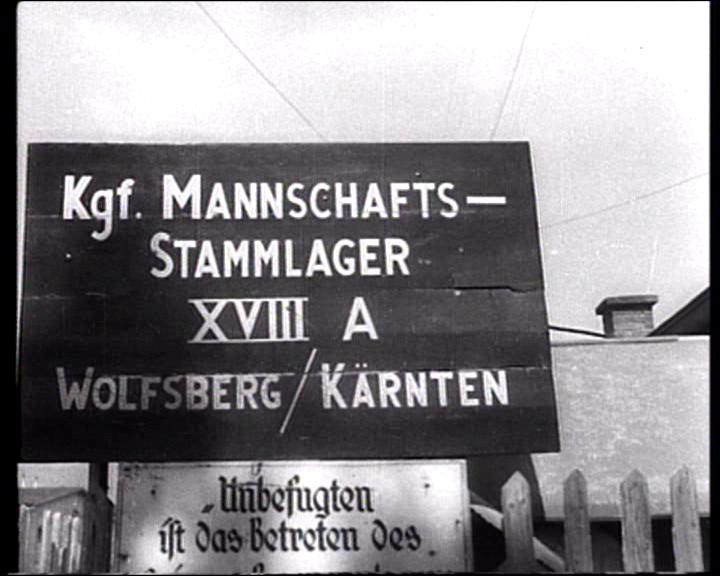 Kgf. MANNSCHAFTS–
STAMMLAGER
XVIII A
WOLFSBERG/KÄRNTEN
Unbefugten
ist das Betreten des